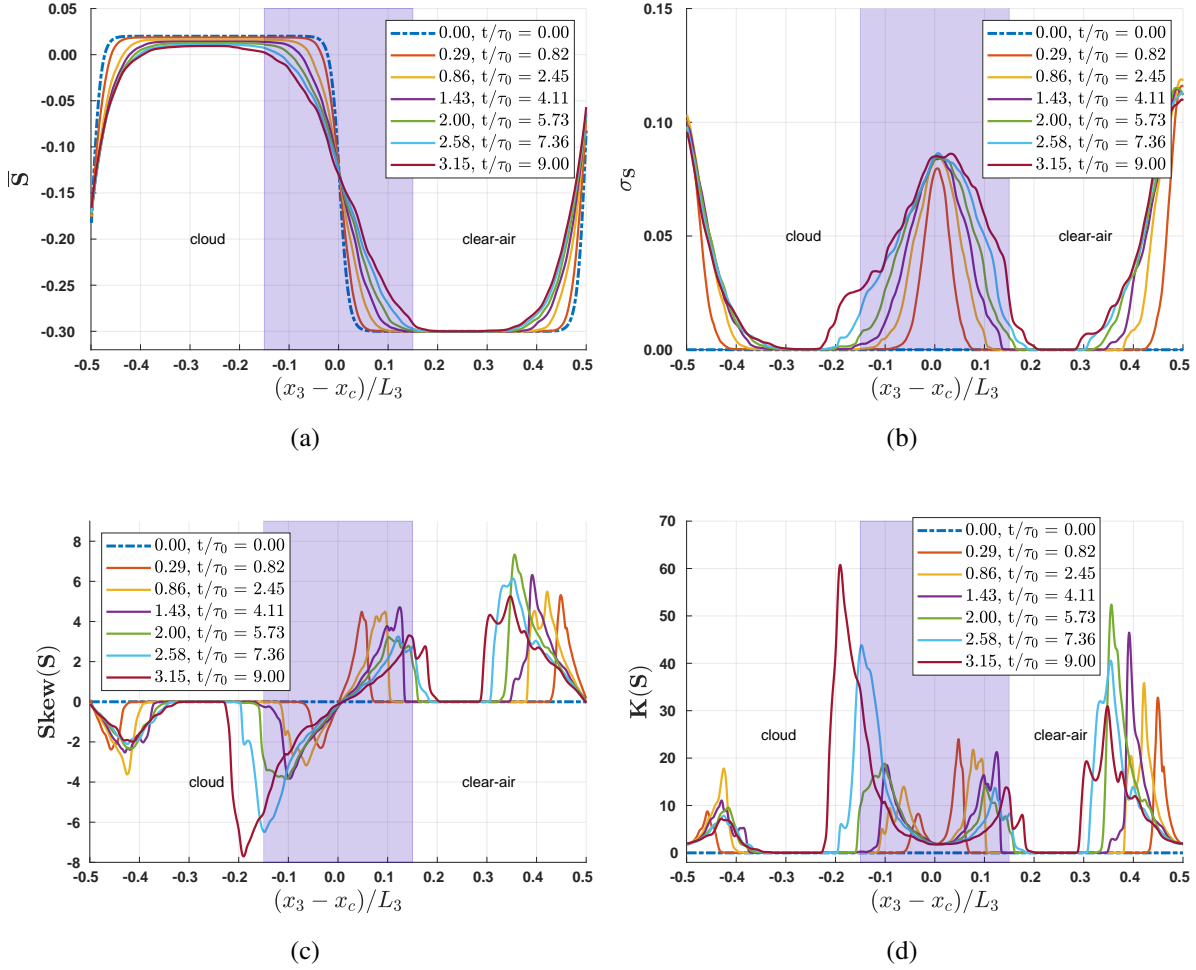 0.00
-0.05
-0.10
-0.15
-0.20
-0.25
-0.30
S̅
-0.5 -0.4 -0.3 -0.2 -0.1 0.0 0.1 0.2 0.3 0.4 0.5
(x₃ − x_c)/L₃
cloud
clear-air
0.00, t/τ₀ = 0.00
0.29, t/τ₀ = 0.82
0.86, t/τ₀ = 2.45
1.43, t/τ₀ = 4.11
2.00, t/τ₀ = 5.73
2.58, t/τ₀ = 7.36
3.15, t/τ₀ = 9.00
(a)
0.15
0.10
0.05
0.00
σ_S
-0.5 -0.4 -0.3 -0.2 -0.1 0.0 0.1 0.2 0.3 0.4 0.5
(x₃ − x_c)/L₃
cloud
clear-air
0.00, t/τ₀ = 0.00
0.29, t/τ₀ = 0.82
0.86, t/τ₀ = 2.45
1.43, t/τ₀ = 4.11
2.00, t/τ₀ = 5.73
2.58, t/τ₀ = 7.36
3.15, t/τ₀ = 9.00
(b)
8
6
4
2
0
-2
-4
-6
-8
Skew(S)
-0.5 -0.4 -0.3 -0.2 -0.1 0.0 0.1 0.2 0.3 0.4 0.5
(x₃ − x_c)/L₃
cloud
clear-air
0.00, t/τ₀ = 0.00
0.29, t/τ₀ = 0.82
0.86, t/τ₀ = 2.45
1.43, t/τ₀ = 4.11
2.00, t/τ₀ = 5.73
2.58, t/τ₀ = 7.36
3.15, t/τ₀ = 9.00
(c)
70
60
50
40
30
20
10
0
K(S)
-0.5 -0.4 -0.3 -0.2 -0.1 0.0 0.1 0.2 0.3 0.4 0.5
(x₃ − x_c)/L₃
cloud
clear-air
0.00, t/τ₀ = 0.00
0.29, t/τ₀ = 0.82
0.86, t/τ₀ = 2.45
1.43, t/τ₀ = 4.11
2.00, t/τ₀ = 5.73
2.58, t/τ₀ = 7.36
3.15, t/τ₀ = 9.00
(d)